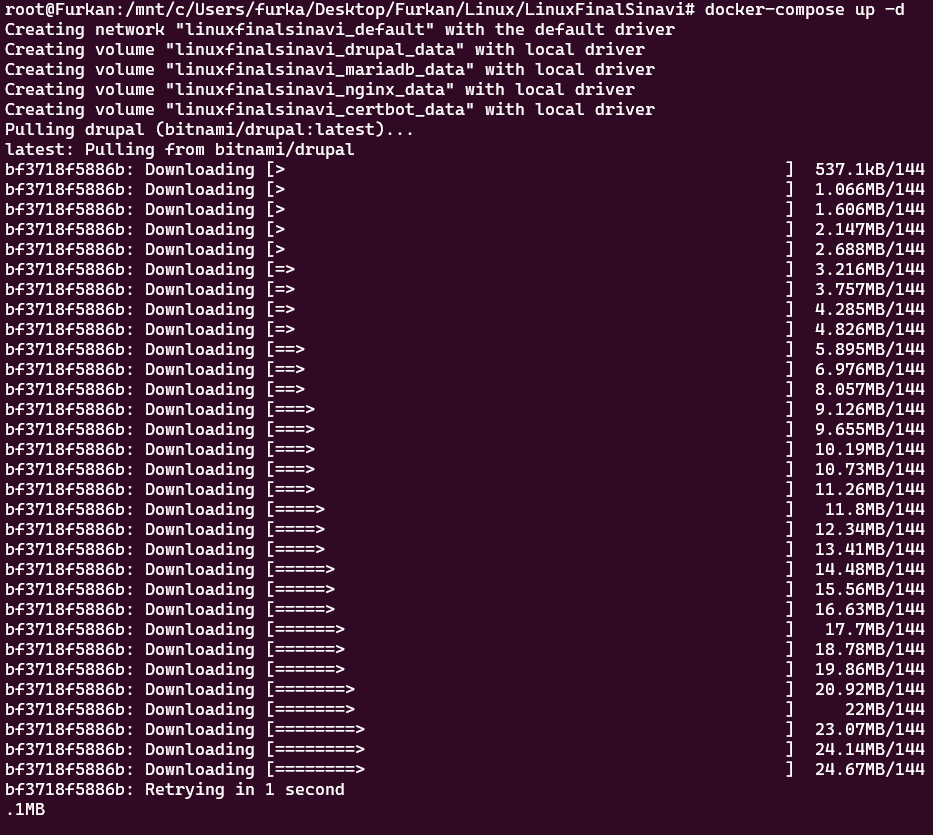 root@Furkan:/mnt/c/Users/furka/Desktop/Furkan/Linux/LinuxFinalSinavi# docker-compose up -d
Creating network "linuxfinalsinavi_default" with the default driver
Creating volume "linuxfinalsinavi_drupal_data" with local driver
Creating volume "linuxfinalsinavi_mariadb_data" with local driver
Creating volume "linuxfinalsinavi_nginx_data" with local driver
Creating volume "linuxfinalsinavi_certbot_data" with local driver
Pulling drupal (bitnami/drupal:latest)...
latest: Pulling from bitnami/drupal
bf3718f5886b: Downloading [>                                                  ]  537.1kB/144
bf3718f5886b: Downloading [>                                                  ]  1.066MB/144
bf3718f5886b: Downloading [>                                                  ]  1.606MB/144
bf3718f5886b: Downloading [>                                                  ]  2.147MB/144
bf3718f5886b: Downloading [>                                                  ]  2.688MB/144
bf3718f5886b: Downloading [=>                                                 ]  3.216MB/144
bf3718f5886b: Downloading [=>                                                 ]  3.757MB/144
bf3718f5886b: Downloading [=>                                                 ]  4.285MB/144
bf3718f5886b: Downloading [=>                                                 ]  4.826MB/144
bf3718f5886b: Downloading [==>                                                ]  5.895MB/144
bf3718f5886b: Downloading [==>                                                ]  6.976MB/144
bf3718f5886b: Downloading [==>                                                ]  8.057MB/144
bf3718f5886b: Downloading [===>                                               ]  9.126MB/144
bf3718f5886b: Downloading [===>                                               ]  9.655MB/144
bf3718f5886b: Downloading [===>                                               ]  10.19MB/144
bf3718f5886b: Downloading [===>                                               ]  10.73MB/144
bf3718f5886b: Downloading [===>                                               ]  11.26MB/144
bf3718f5886b: Downloading [====>                                              ]   11.8MB/144
bf3718f5886b: Downloading [====>                                              ]  12.34MB/144
bf3718f5886b: Downloading [====>                                              ]  13.41MB/144
bf3718f5886b: Downloading [=====>                                             ]  14.48MB/144
bf3718f5886b: Downloading [=====>                                             ]  15.56MB/144
bf3718f5886b: Downloading [=====>                                             ]  16.63MB/144
bf3718f5886b: Downloading [======>                                            ]   17.7MB/144
bf3718f5886b: Downloading [======>                                            ]  18.78MB/144
bf3718f5886b: Downloading [======>                                            ]  19.86MB/144
bf3718f5886b: Downloading [=======>                                           ]  20.92MB/144
bf3718f5886b: Downloading [=======>                                           ]     22MB/144
bf3718f5886b: Downloading [========>                                          ]  23.07MB/144
bf3718f5886b: Downloading [========>                                          ]  24.14MB/144
bf3718f5886b: Downloading [========>                                          ]  24.67MB/144
bf3718f5886b: Retrying in 1 second
.1MB